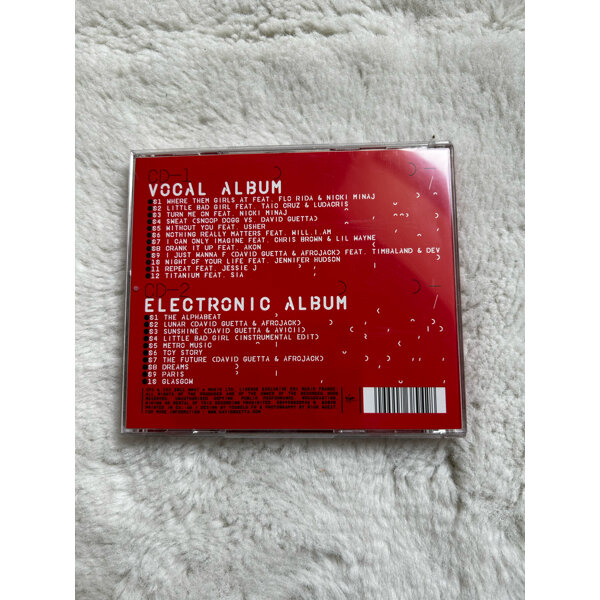 CD-1
VOCAL ALBUM
01 WHERE THEM GIRLS AT FEAT. FLO RIDA & NICKI MINAJ
02 LITTLE BAD GIRL FEAT. TAIO CRUZ & LUDACRIS
03 TURN ME ON FEAT. NICKI MINAJ
04 SWEAT (SNOOP DOGG VS. DAVID GUETTA)
05 WITHOUT YOU FEAT. USHER
06 NOTHING REALLY MATTERS FEAT. WILL.I.AM
07 I CAN ONLY IMAGINE FEAT. CHRIS BROWN & LIL WAYNE
08 CRANK IT UP FEAT. AKON
09 I JUST WANNA F (DAVID GUETTA & AFROJACK) FEAT. TIMBALAND & DEV
10 NIGHT OF YOUR LIFE FEAT. JENNIFER HUDSON
11 REPEAT FEAT. JESSIE J
12 TITANIUM FEAT. SIA
CD-2
ELECTRONIC ALBUM
01 THE ALPHABEAT
02 LUNAR (DAVID GUETTA & AFROJACK)
03 SUNSHINE (DAVID GUETTA & AVICII)
04 LITTLE BAD GIRL (INSTRUMENTAL EDIT)
05 METRO MUSIC
06 TOY STORY
07 THE FUTURE (DAVID GUETTA & AFROJACK)
08 DREAMS
09 PARIS
10 GLASGOW